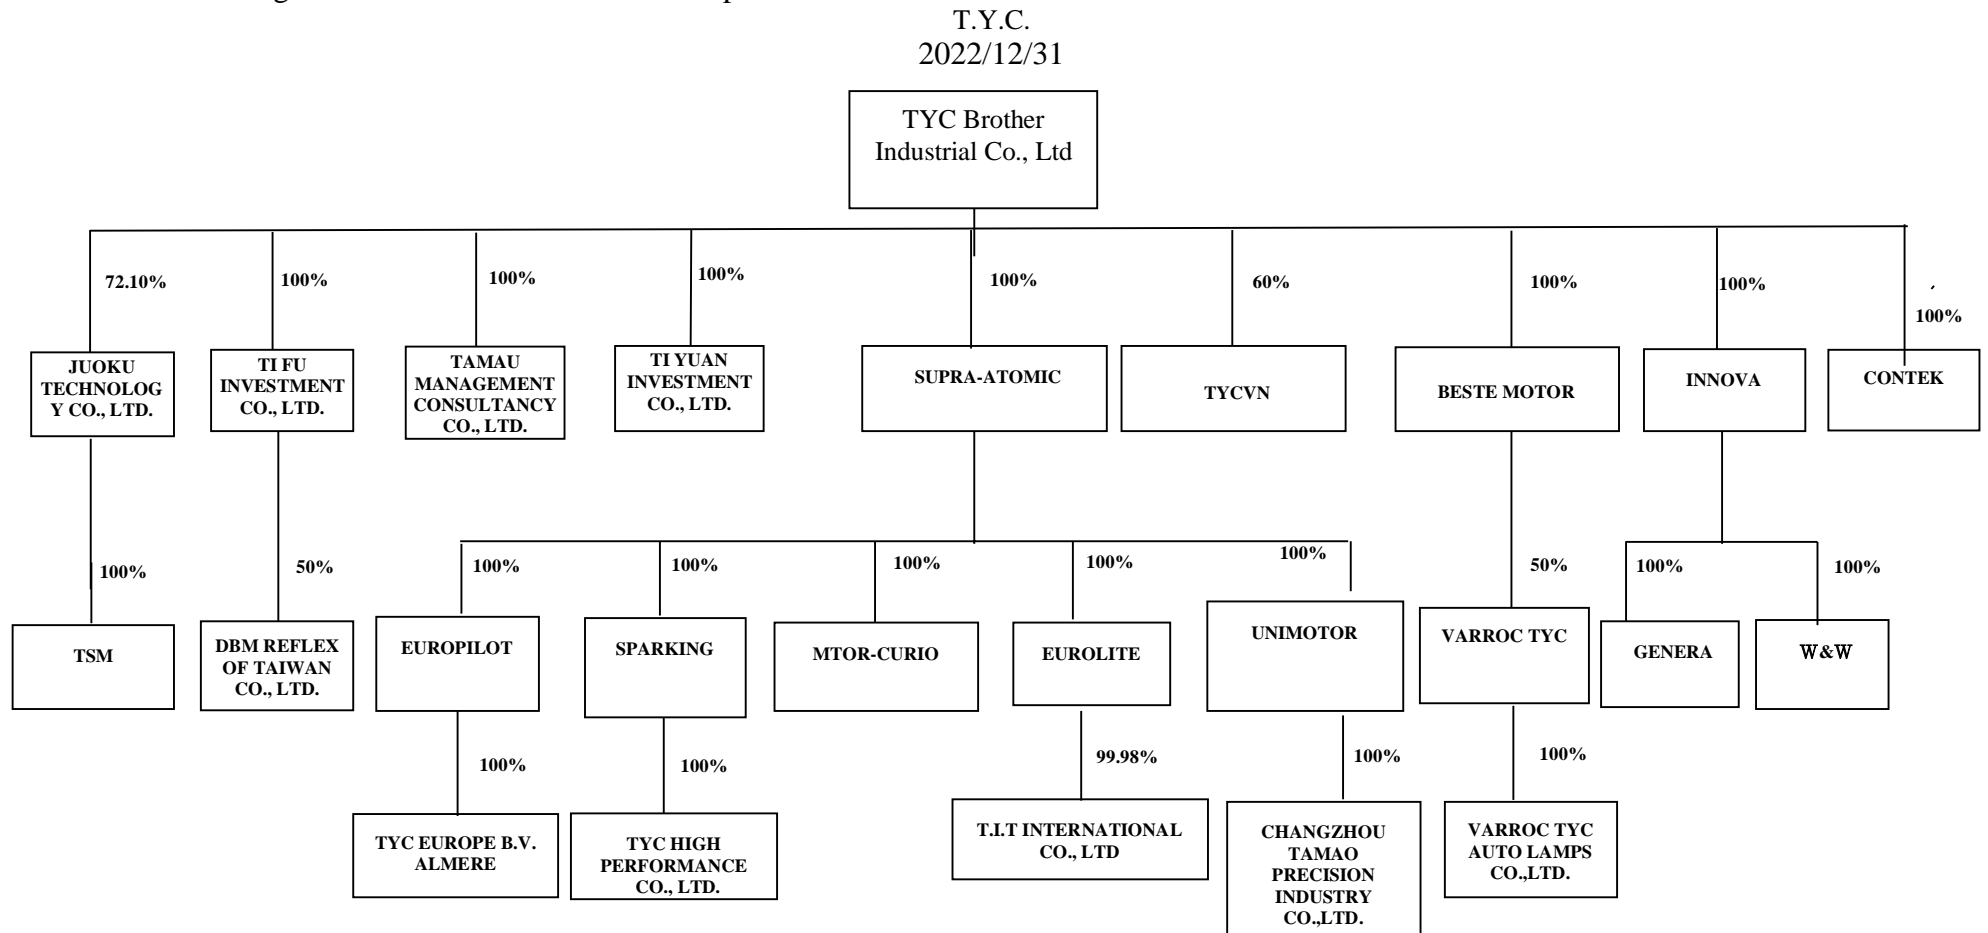 T.Y.C.
2022/12/31
TYC Brother
Industrial Co., Ltd
72.10%
100%
100%
100%
100%
60%
100%
100%
100%
JUOKU
TECHNOLOG
Y CO., LTD.
TI FU
INVESTMENT
CO., LTD.
TAMAU
MANAGEMENT
CONSULTANCY
CO., LTD.
TI YUAN
INVESTMENT
CO., LTD.
SUPRA-ATOMIC
TYCVN
BESTE MOTOR
INNOVA
CONTEK
100%
50%
100%
100%
100%
100%
100%
50%
100%
100%
TSM
DBM REFLEX
OF TAIWAN
CO., LTD.
EUROPILOT
SPARKING
MTOR-CURIO
EUROLITE
UNIMOTOR
VARROC TYC
GENERA
W&W
100%
100%
99.98%
100%
100%
TYC EUROPE B.V.
ALMERE
TYC HIGH
PERFORMANCE
CO., LTD.
T.I.T INTERNATIONAL
CO., LTD
CHANGZHOU
TAMAO
PRECISION
INDUSTRY
CO.,LTD.
VARROC TYC
AUTO LAMPS
CO.,LTD.